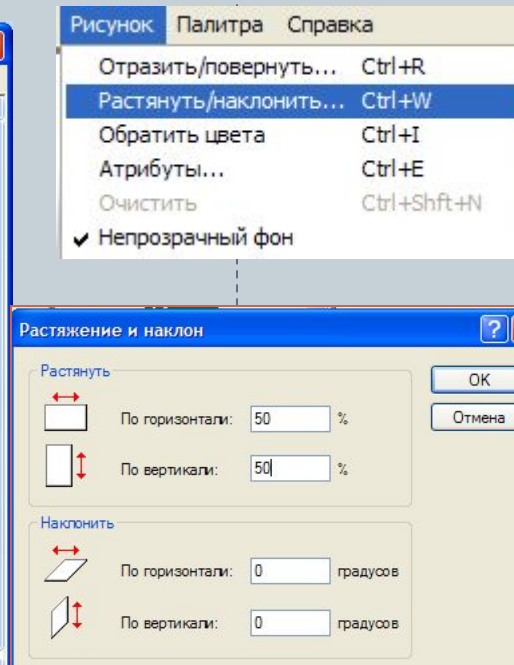 Рисунок Палитра Справка
Отразить/повернуть... Ctrl+R
Растянуть/наклонить... Ctrl+W
Обратить цвета Ctrl+I
Атрибуты... Ctrl+E
Очистить Ctrl+Shft+N
✓ Непрозрачный фон
Растяжение и наклон ?
Растянуть
По горизонтали: 50 %
По вертикали: 50 %
Наклонить
По горизонтали: 0 градусов
По вертикали: 0 градусов
OK
Отмена